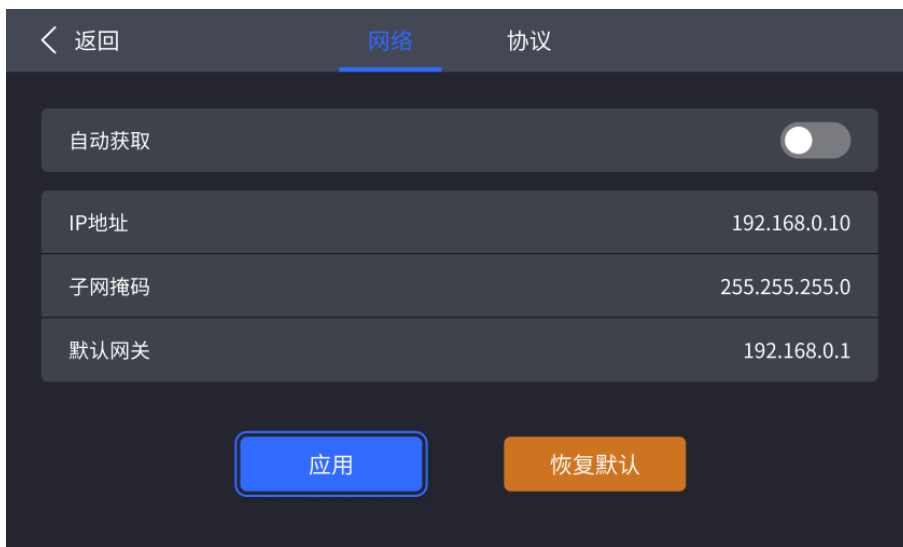 返回 网络 协议
自动获取
IP地址 192.168.0.10
子网掩码 255.255.255.0
默认网关 192.168.0.1
应用 恢复默认